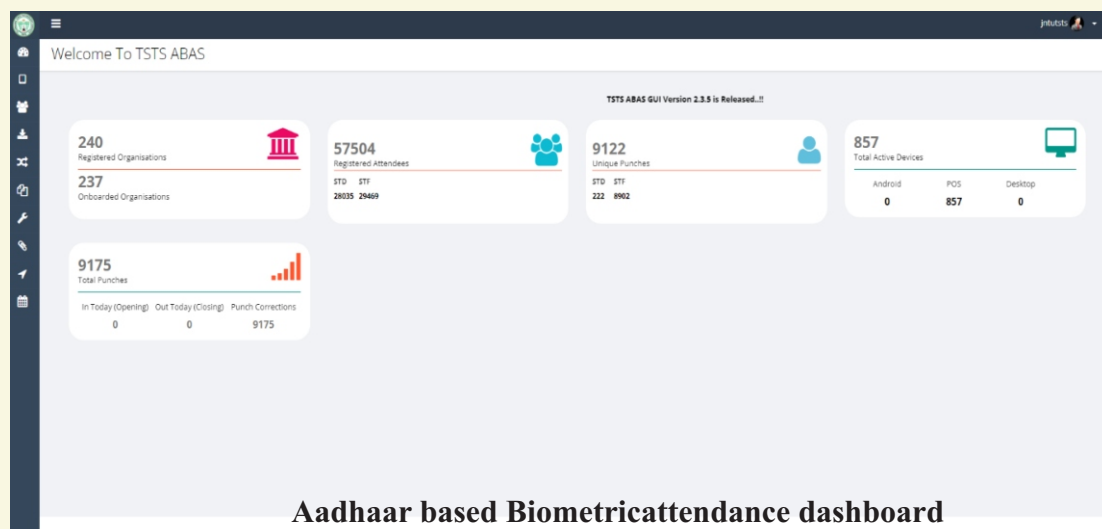 jntutsts
Welcome To TSTS ABAS
TSTS ABAS GUI Version 2.3.5 is Released..!!
240
Registered Organisations
237
Onboarded Organisations
57504
Registered Attendees
STD STF
28035 29469
9122
Unique Punches
STD STF
222 8902
857
Total Active Devices
Android POS Desktop
0 857 0
9175
Total Punches
In Today (Opening) Out Today (Closing) Punch Corrections
0 0 9175
Aadhaar based Biometricattendance dashboard